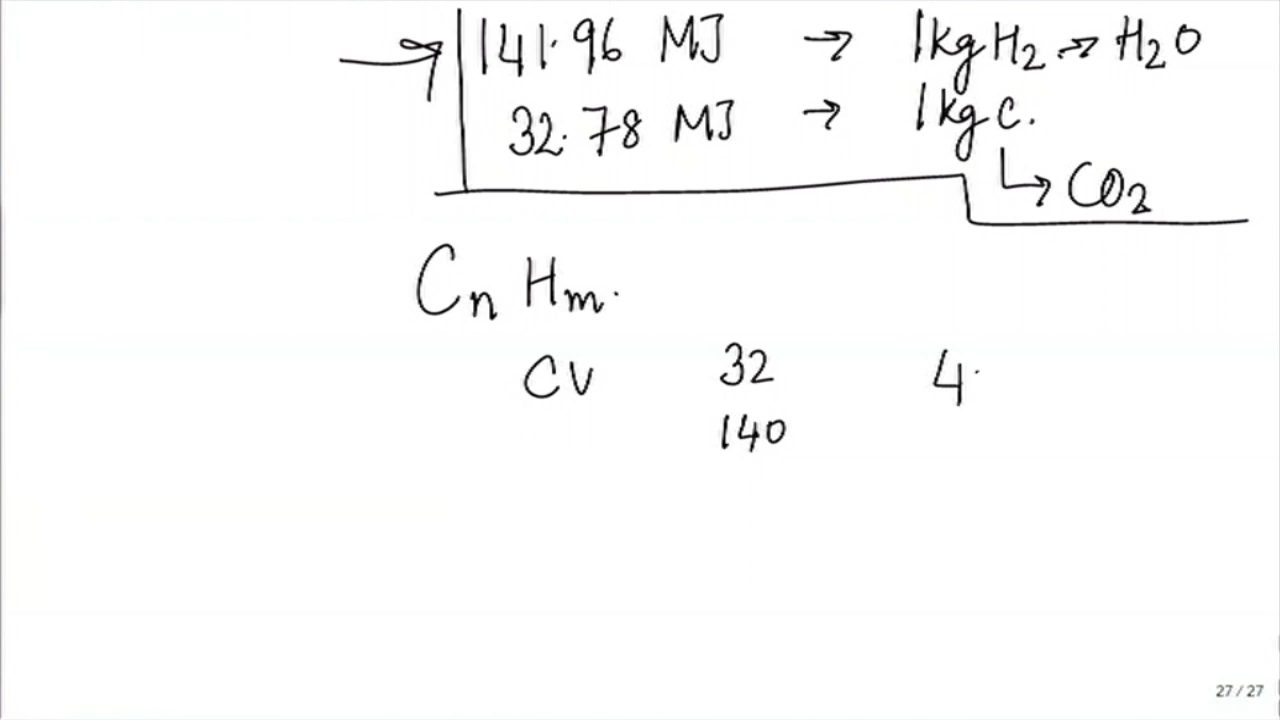 141.96 MJ → 1kg H₂ → H₂O
32.78 MJ → 1kg C.
↳ CO₂
Cₙ Hₘ.
CV 32 4.
140
27 / 27